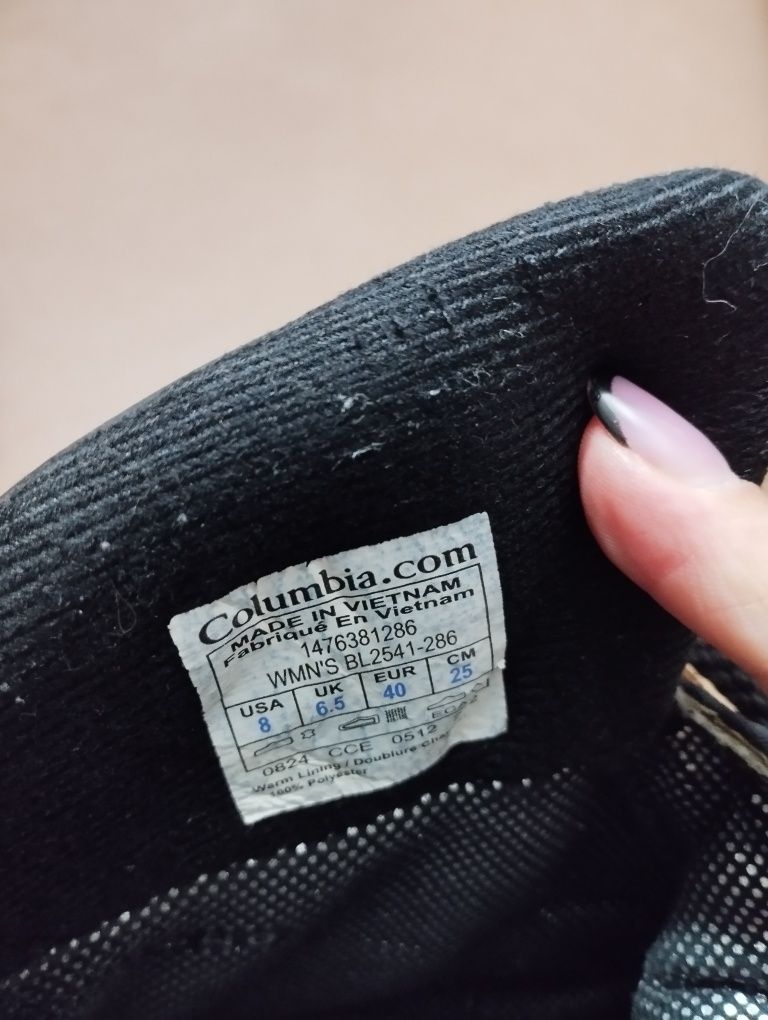 Columbia.com
MADE IN VIETNAM
Fabriqué En Vietnam
1476381286
WMN'S BL2541-286
USA UK EUR CM
8 6.5 40 25
0824 CCE 0512
Warm Lining / Doublure
100% Polyester